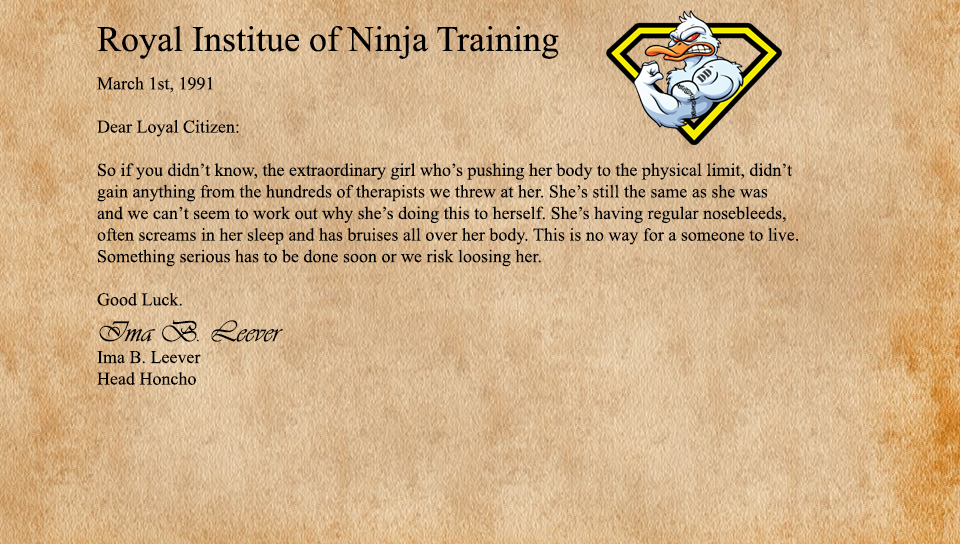 Royal Institue of Ninja Training
DD
March 1st, 1991
Dear Loyal Citizen:
So if you didn’t know, the extraordinary girl who’s pushing her body to the physical limit, didn’t
gain anything from the hundreds of therapists we threw at her. She’s still the same as she was
and we can’t seem to work out why she’s doing this to herself. She’s having regular nosebleeds,
often screams in her sleep and has bruises all over her body. This is no way for a someone to live.
Something serious has to be done soon or we risk loosing her.
Good Luck.
Ima B. Leever
Ima B. Leever
Head Honcho